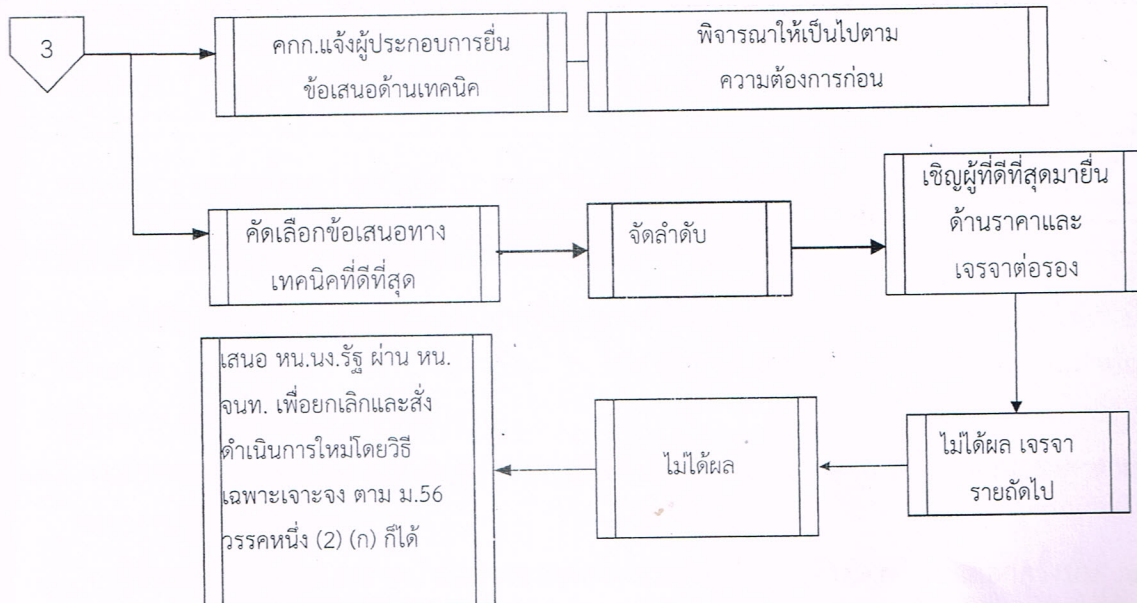 3
คกก.แจ้งผู้ประกอบการยื่น
ข้อเสนอด้านเทคนิค
พิจารณาให้เป็นไปตาม
ความต้องการก่อน
คัดเลือกข้อเสนอทาง
เทคนิคที่ดีที่สุด
จัดลำดับ
เชิญผู้ที่ดีที่สุดมายื่น
ด้านราคาและ
เจรจาต่อรอง
ไม่ได้ผล เจรจา
รายถัดไป
ไม่ได้ผล
เสนอ หน.นง.รัฐ ผ่าน หน.
จนท. เพื่อยกเลิกและสั่ง
ดำเนินการใหม่โดยวิธี
เฉพาะเจาะจง ตาม ม.56
วรรคหนึ่ง (2) (ก) ก็ได้